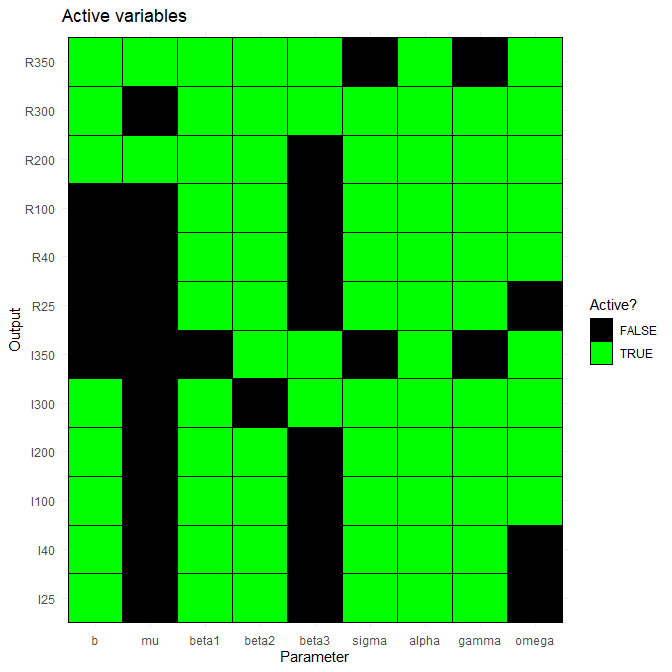 Active variables
R350
R300
R200
R100
R40
R25
I350
I300
I200
I100
I40
I25
Output
b mu beta1 beta2 beta3 sigma alpha gamma omega
Parameter
Active?
FALSE
TRUE